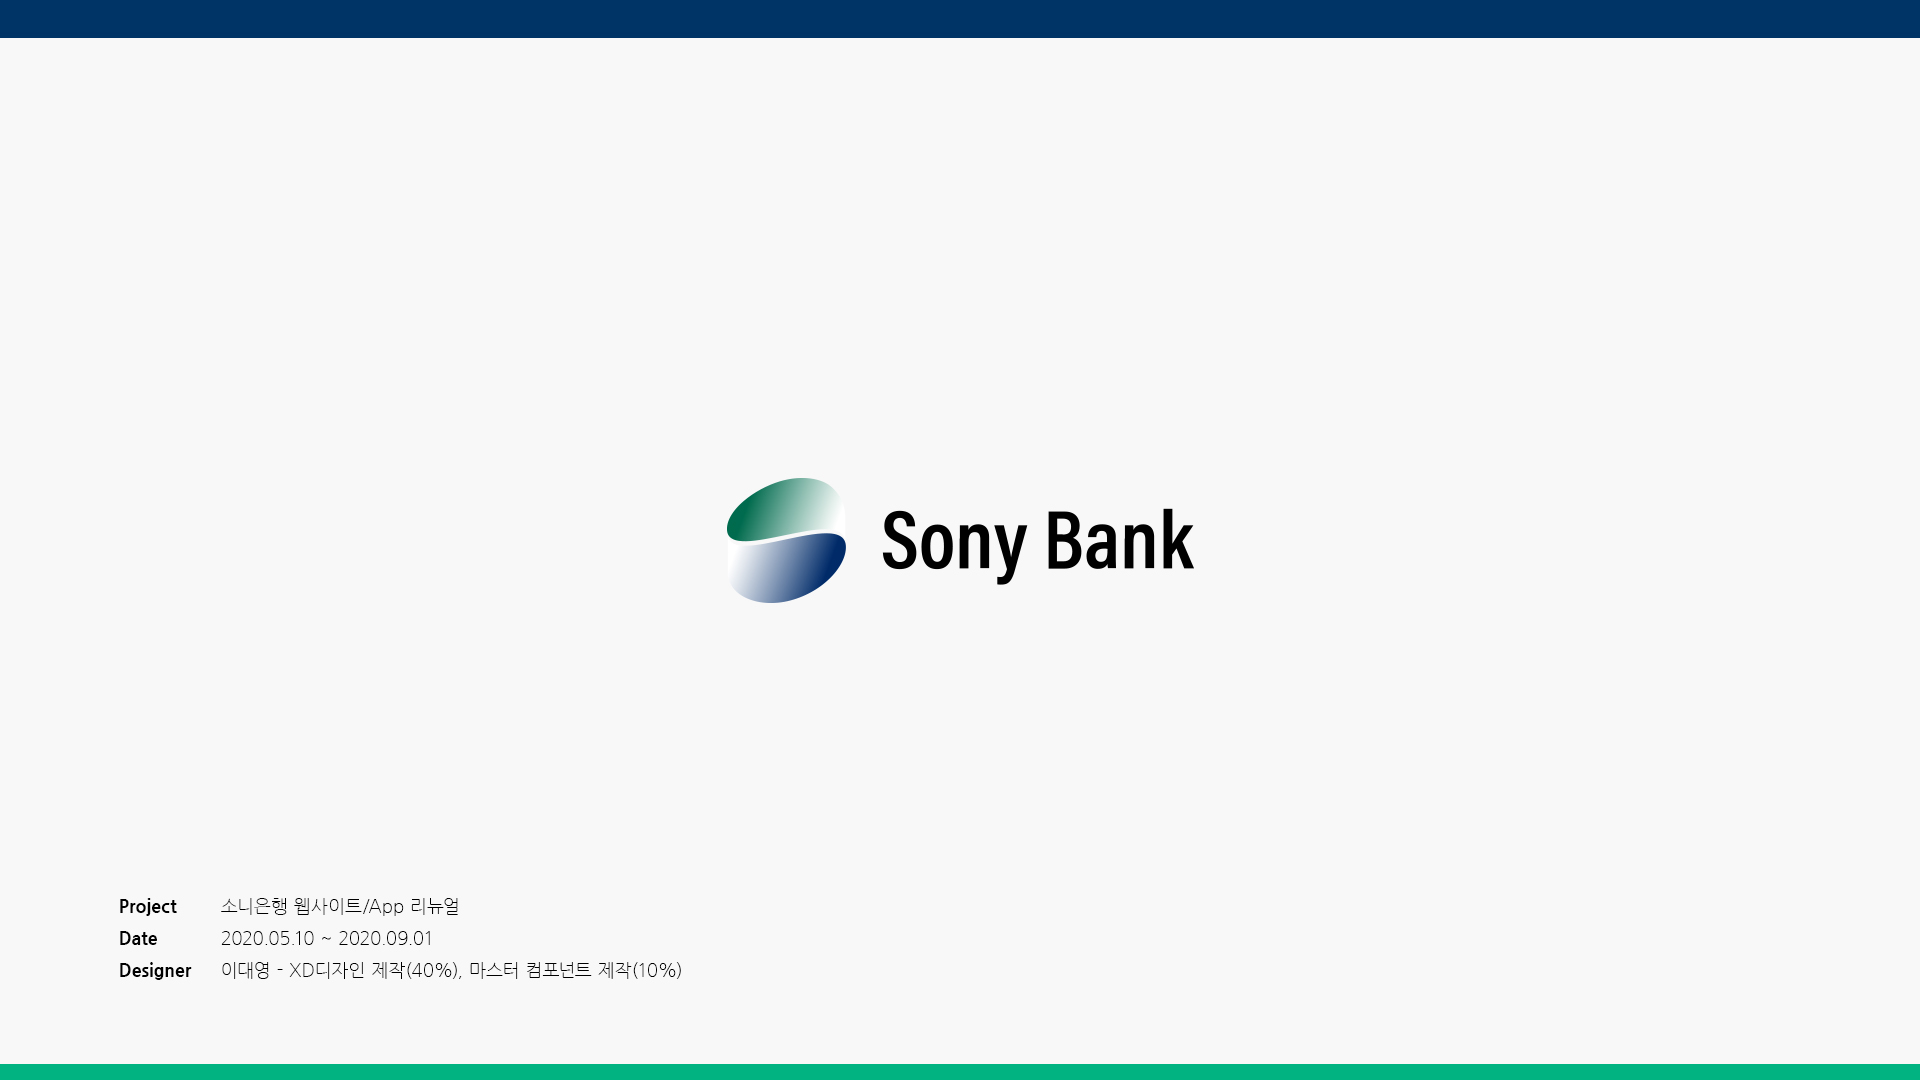 Sony Bank
Project 소니은행 웹사이트/App 리뉴얼
Date 2020.05.10 ~ 2020.09.01
Designer 이대영 - XD디자인 제작(40%), 마스터 컴포넌트 제작(10%)